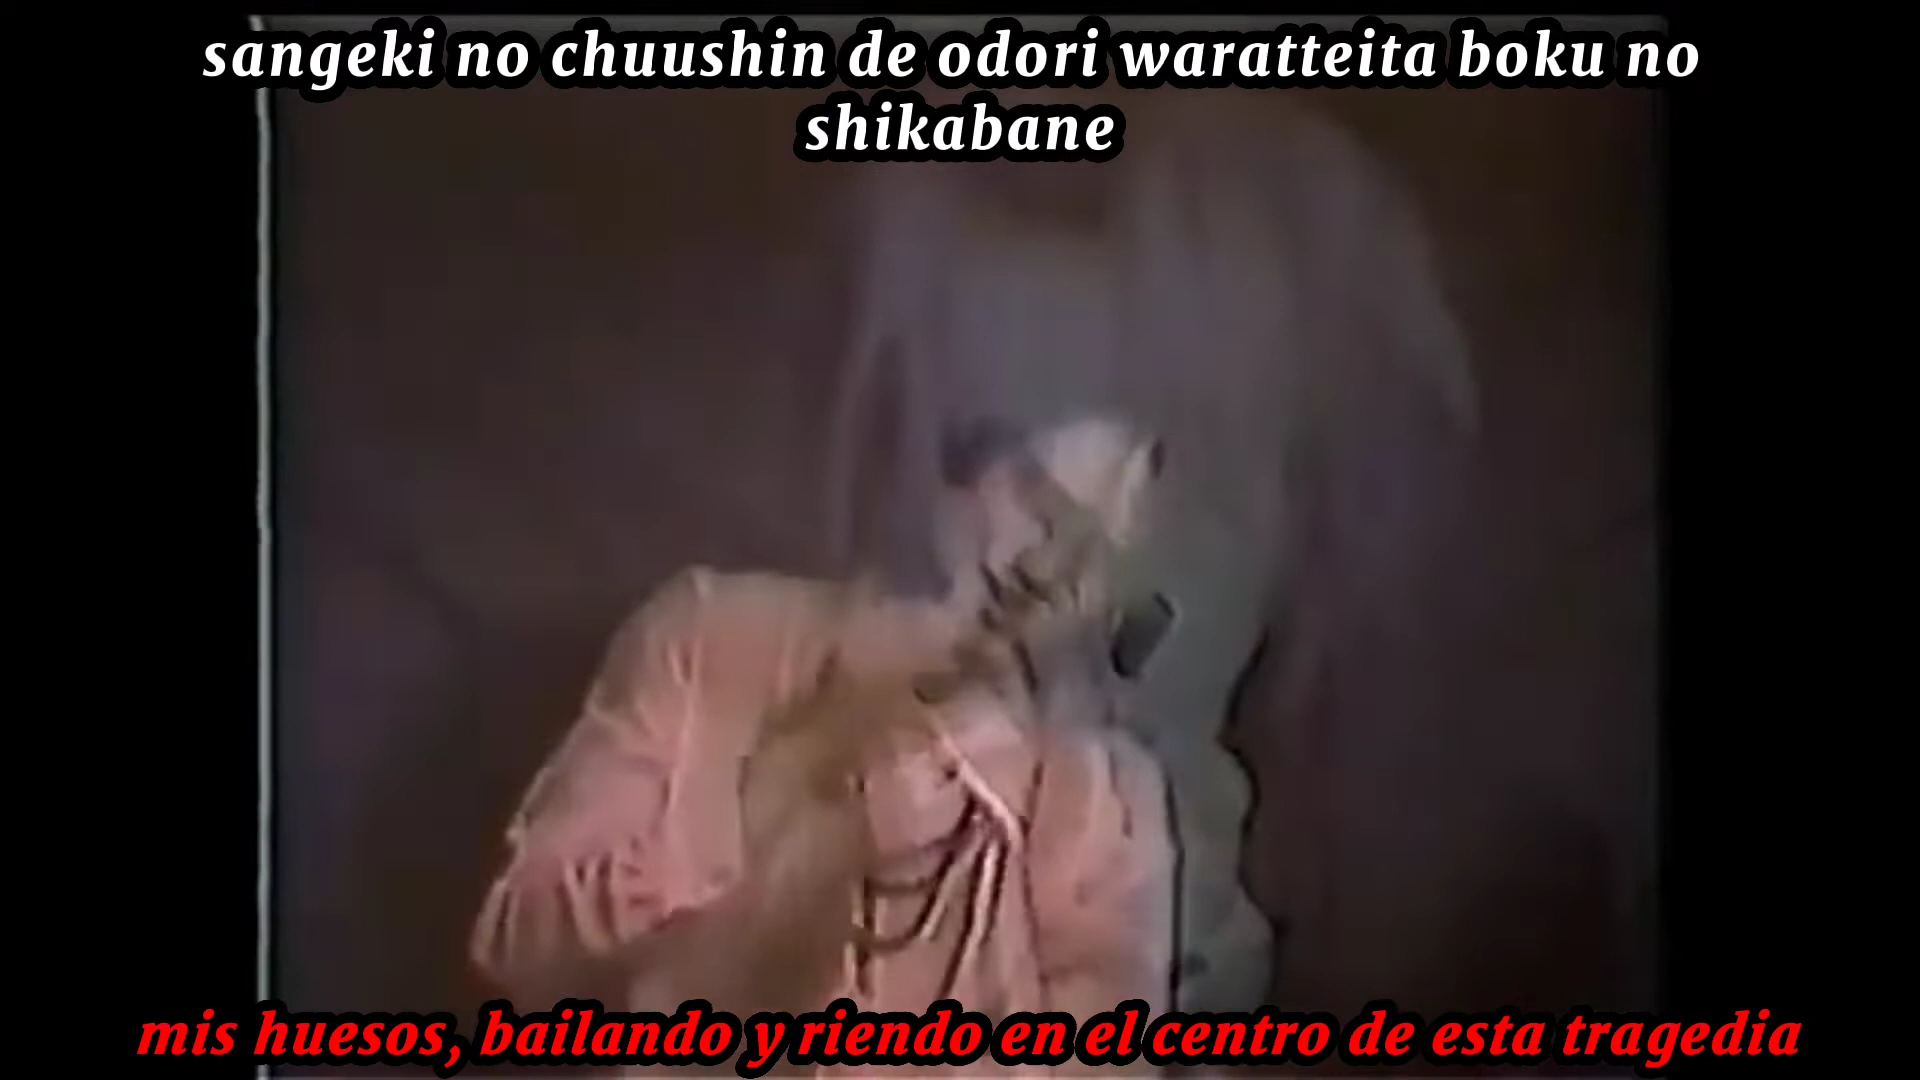 sangeki no chuushin de odori waratteita boku no
shikabane
mis huesos, bailando y riendo en el centro de esta tragedia